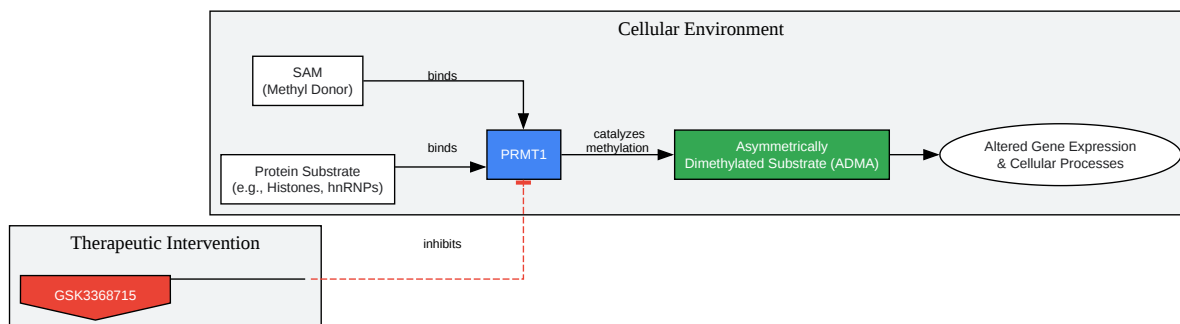 Cellular Environment
SAM
(Methyl Donor)
binds
Protein Substrate
(e.g., Histones, hnRNPs)
binds
PRMT1
catalyzes
methylation
Asymmetrically
Dimethylated Substrate (ADMA)
Altered Gene Expression
& Cellular Processes
Therapeutic Intervention
GSK3368715
inhibits